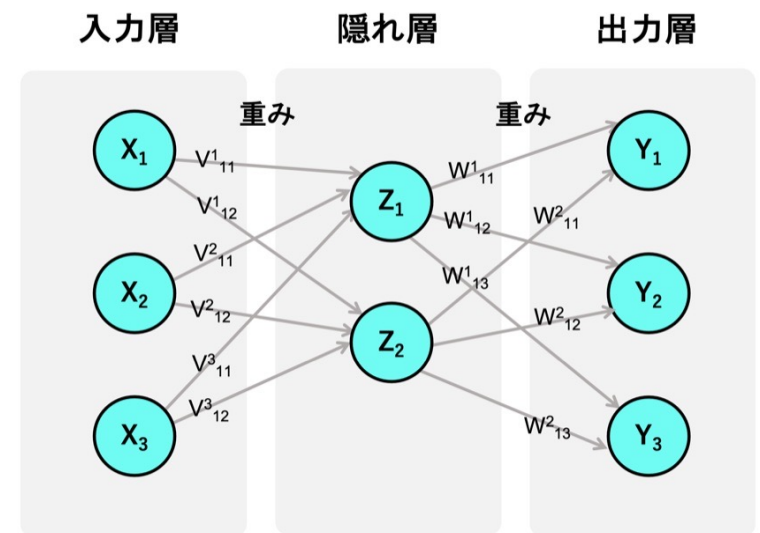 入力層
隠れ層
出力層
重み
重み
X₁
X₂
X₃
V¹₁₁
V¹₁₂
V²₁₁
V²₁₂
V³₁₁
V³₁₂
Z₁
Z₂
W¹₁₁
W¹₁₂
W¹₁₃
W²₁₁
W²₁₂
W²₁₃
Y₁
Y₂
Y₃